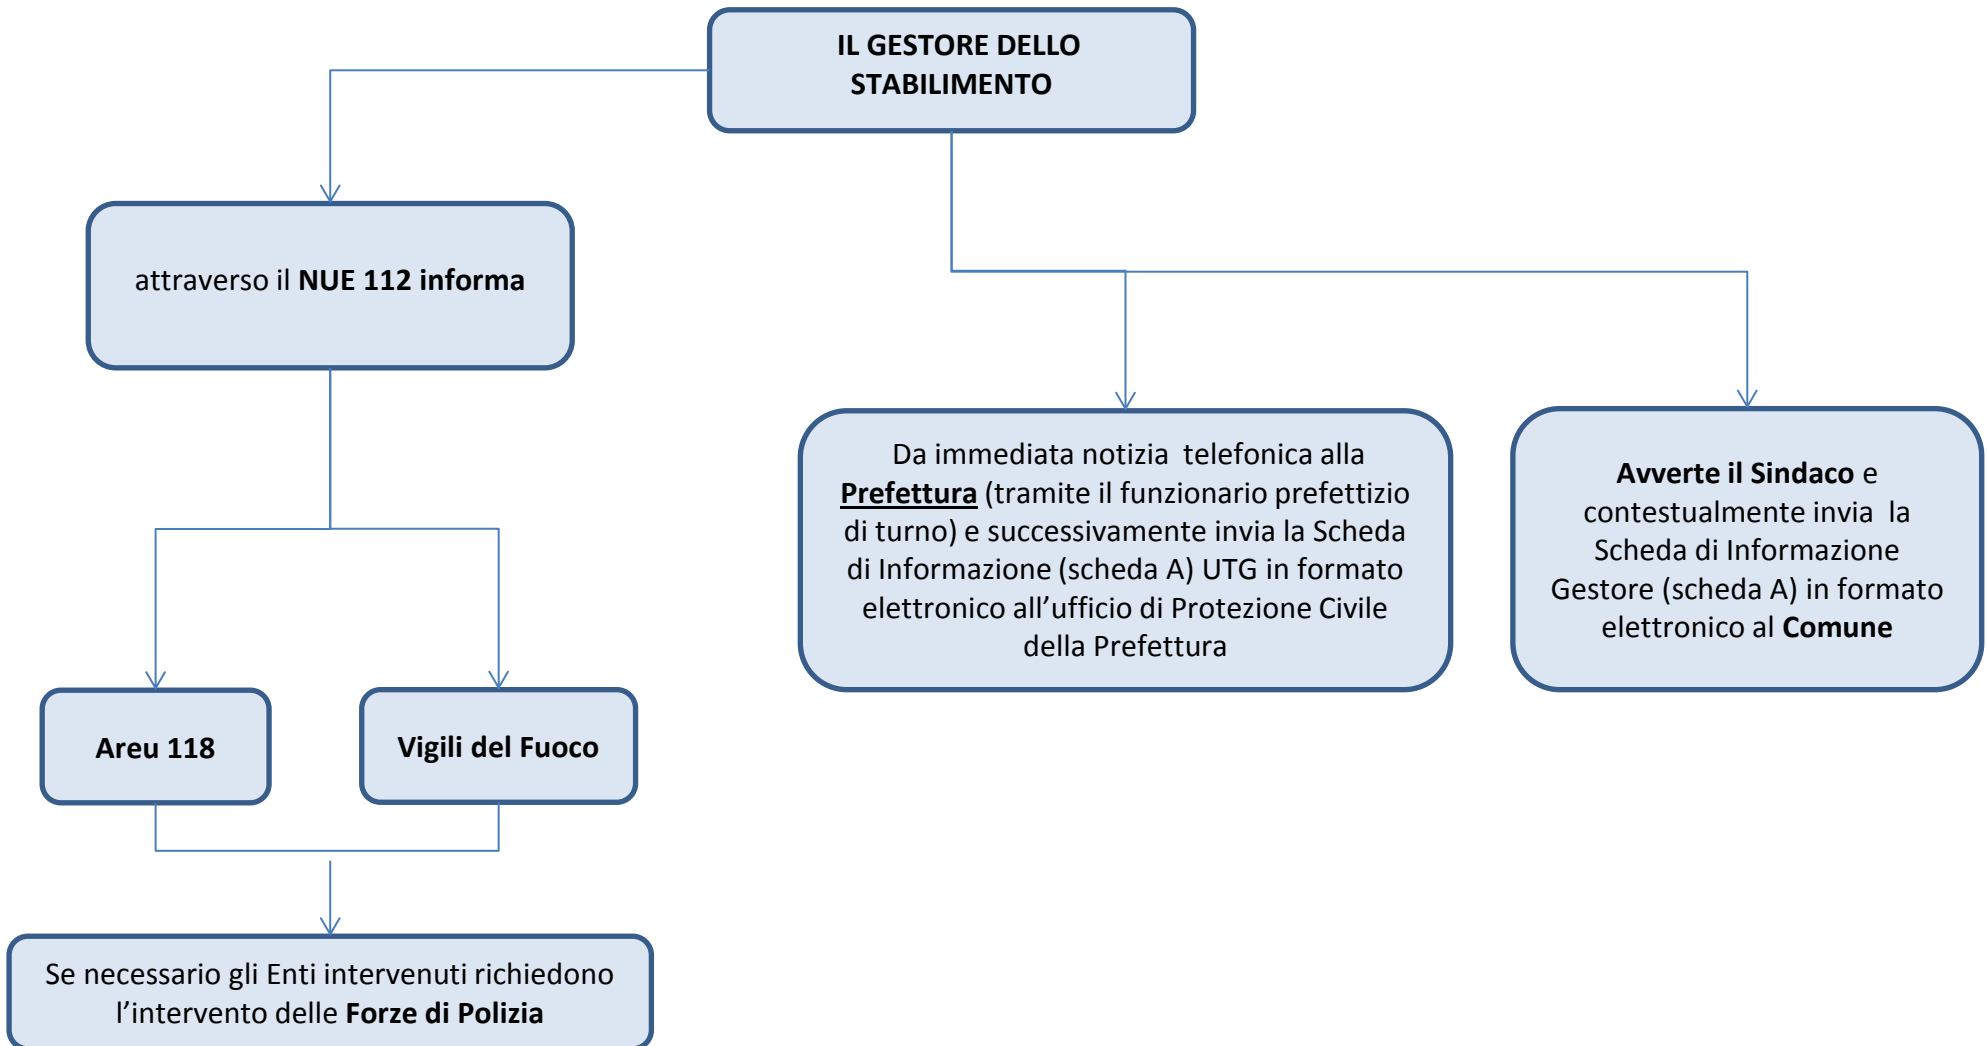 IL GESTORE DELLO
STABILIMENTO
attraverso il NUE 112 informa
Da immediata notizia telefonica alla
Prefettura (tramite il funzionario prefettizio
di turno) e successivamente invia la Scheda
di Informazione (scheda A) UTG in formato
elettronico all’ufficio di Protezione Civile
della Prefettura
Avverte il Sindaco e
contestualmente invia la
Scheda di Informazione
Gestore (scheda A) in formato
elettronico al Comune
Areu 118
Vigili del Fuoco
Se necessario gli Enti intervenuti richiedono
l’intervento delle Forze di Polizia